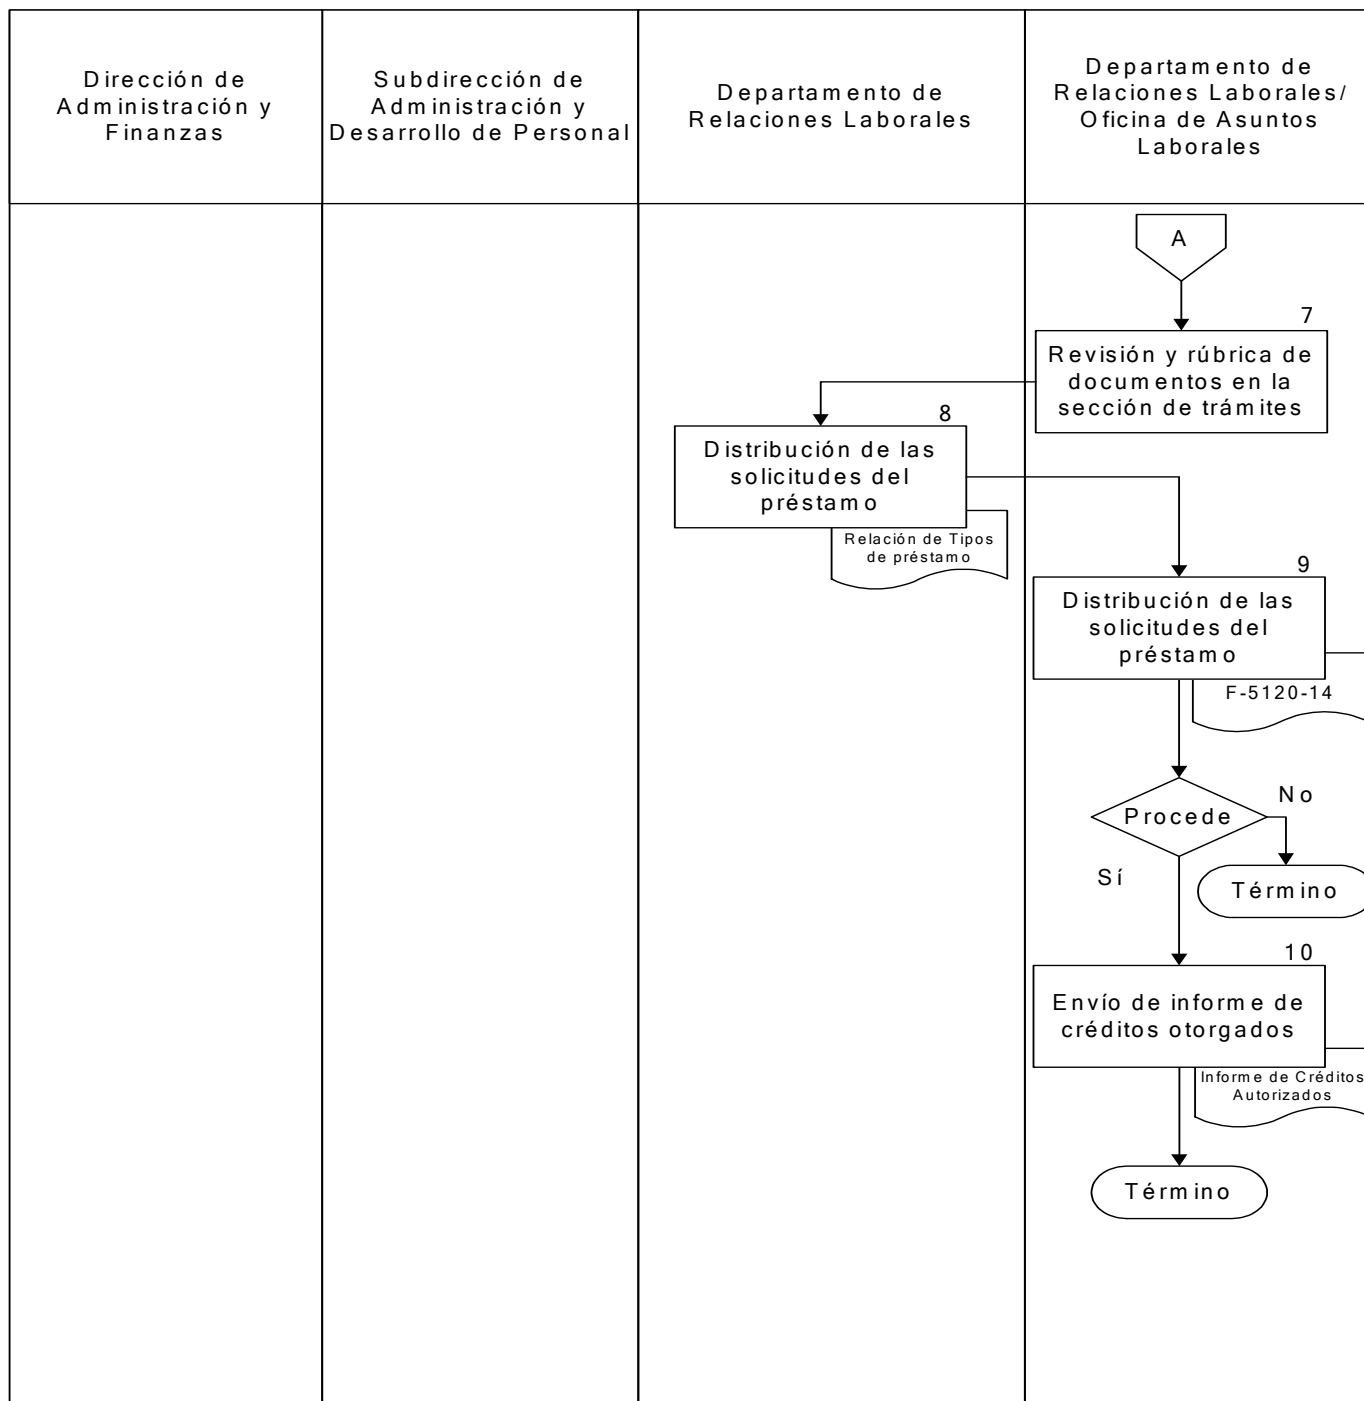 Dirección de
Administración y
Finanzas
Subdirección de
Administración y
Desarrollo de Personal
Departamento de
Relaciones Laborales
Departamento de
Relaciones Laborales/
Oficina de Asuntos
Laborales
A
7
Revisión y rúbrica de
documentos en la
sección de trámites
8
Distribución de las
solicitudes del
préstamo
Relación de Tipos
de préstamo
9
Distribución de las
solicitudes del
préstamo
F-5120-14
Procede
No
Sí
Término
10
Envío de informe de
créditos otorgados
Informe de Créditos
Autorizados
Término